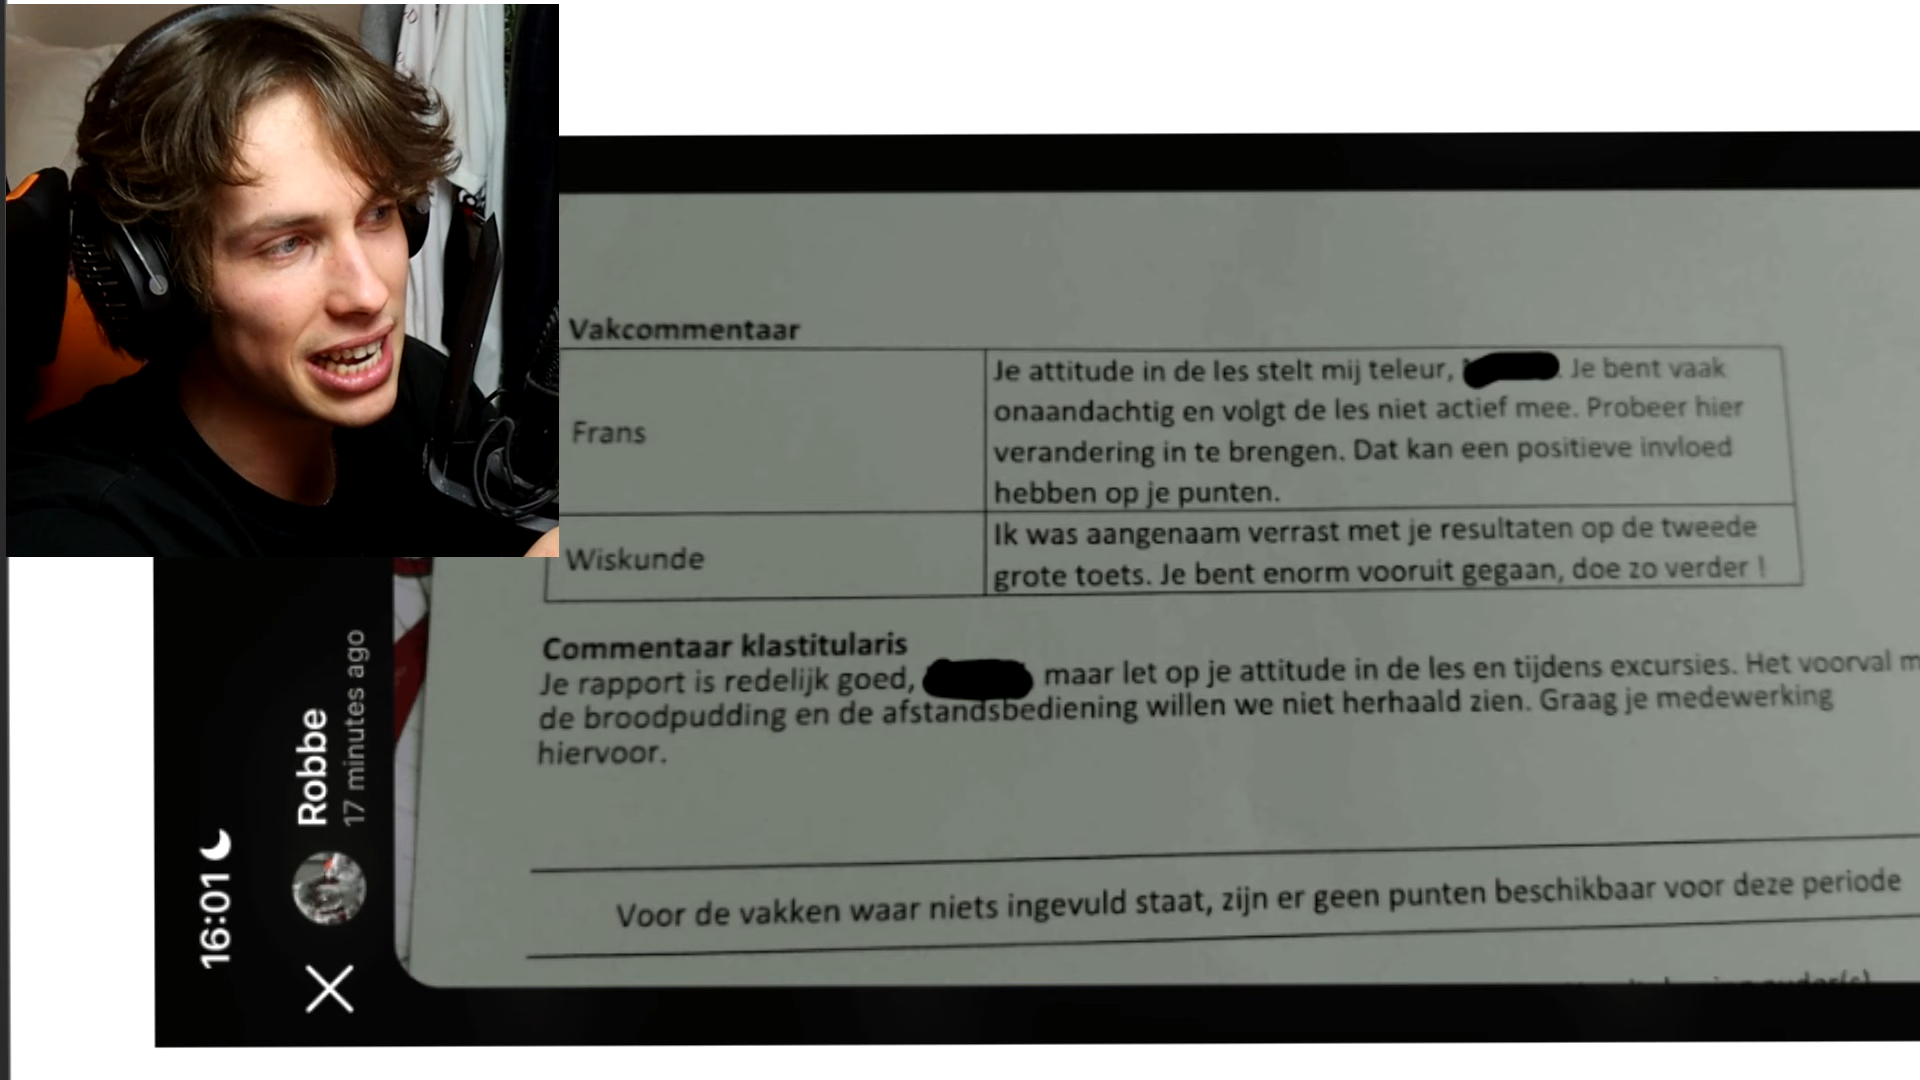 Vakcommentaar
Frans
Je attitude in de les stelt mij teleur, Je bent vaak
onaandachtig en volgt de les niet actief mee. Probeer hier
verandering in te brengen. Dat kan een positieve invloed
hebben op je punten.
Wiskunde
Ik was aangenaam verrast met je resultaten op de tweede
grote toets. Je bent enorm vooruit gegaan, doe zo verder !
Commentaar klastitularis
Je rapport is redelijk goed, maar let op je attitude in de les en tijdens excursies. Het voorval
de broodpudding en de afstandsbediening willen we niet herhaald zien. Graag je medewerking
hiervoor.
Voor de vakken waar niets ingevuld staat, zijn er geen punten beschikbaar voor deze periode
16:01
Robbe
17 minutes ago